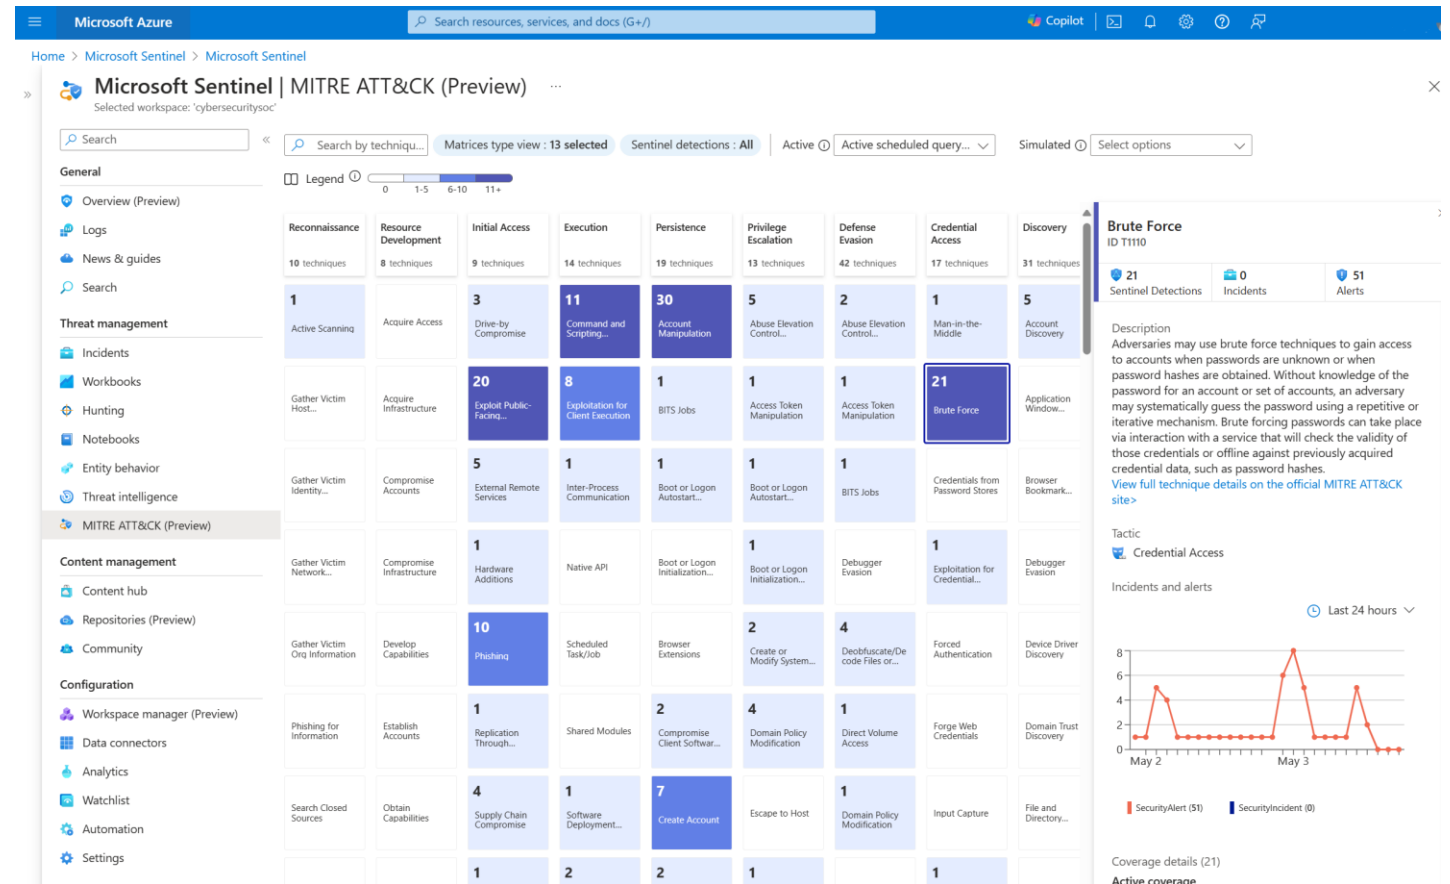 Microsoft Azure
Search resources, services, and docs (G+/)
Copilot
Home > Microsoft Sentinel > Microsoft Sentinel
Microsoft Sentinel | MITRE ATT&CK (Preview) ...
Selected workspace: 'cybersecuritysoc'
Search
General
Overview (Preview)
Logs
News & guides
Search
Threat management
Incidents
Workbooks
Hunting
Notebooks
Entity behavior
Threat intelligence
MITRE ATT&CK (Preview)
Content management
Content hub
Repositories (Preview)
Community
Configuration
Workspace manager (Preview)
Data connectors
Analytics
Watchlist
Automation
Settings
Search by techniqu...
Matrices type view : 13 selected
Sentinel detections : All
Active
Active scheduled query...
Simulated
Select options
Legend
0 1-5 6-10 11+
Reconnaissance
10 techniques
1
Active Scanning
Gather Victim
Host...
Gather Victim
Identity...
Gather Victim
Network...
Gather Victim
Org Information
Phishing for
Information
Search Closed
Sources
Resource
Development
8 techniques
Acquire Access
Acquire
Infrastructure
Compromise
Accounts
Compromise
Infrastructure
Develop
Capabilities
Establish
Accounts
Obtain
Capabilities
Initial Access
9 techniques
3
Drive-by
Compromise
20
Exploit Public-
Facing...
5
External Remote
Services
1
Hardware
Additions
10
Phishing
1
Replication
Through...
4
Supply Chain
Compromise
1
Execution
14 techniques
11
Command and
Scripting...
8
Exploitation for
Client Execution
1
Inter-Process
Communication
Native API
Scheduled
Task/Job
Shared Modules
1
Software
Deployment...
2
Persistence
19 techniques
30
Account
Manipulation
1
BITS Jobs
1
Boot or Logon
Autostart...
Boot or Logon
Initialization...
Browser
Extensions
2
Compromise
Client Softwar...
7
Create Account
2
Privilege
Escalation
13 techniques
5
Abuse Elevation
Control...
1
Access Token
Manipulation
1
Boot or Logon
Autostart...
1
Boot or Logon
Initialization...
2
Create or
Modify System...
4
Domain Policy
Modification
Escape to Host
1
Defense
Evasion
42 techniques
2
Abuse Elevation
Control...
1
Access Token
Manipulation
1
BITS Jobs
Debugger
Evasion
4
Deobfuscate/De
code Files or...
1
Direct Volume
Access
1
Domain Policy
Modification
Credential
Access
17 techniques
1
Man-in-the-
Middle
21
Brute Force
Credentials from
Password Stores
1
Exploitation for
Credential...
Forced
Authentication
Forge Web
Credentials
Input Capture
1
Discovery
31 techniques
5
Account
Discovery
Application
Window...
Browser
Bookmark...
Debugger
Evasion
Device Driver
Discovery
Domain Trust
Discovery
File and
Directory...
Brute Force
ID T1110
21
Sentinel Detections
0
Incidents
51
Alerts
Description
Adversaries may use brute force techniques to gain access
to accounts when passwords are unknown or when
password hashes are obtained. Without knowledge of the
password for an account or set of accounts, an adversary
may systematically guess the password using a repetitive or
iterative mechanism. Brute forcing passwords can take place
via interaction with a service that will check the validity of
those credentials or offline against previously acquired
credential data, such as password hashes.
View full technique details on the official MITRE ATT&CK
site>
Tactic
Credential Access
Incidents and alerts
Last 24 hours
8
6
4
2
0
May 2 May 3
SecurityAlert (51)
SecurityIncident (0)
Coverage details (21)
Active coverage